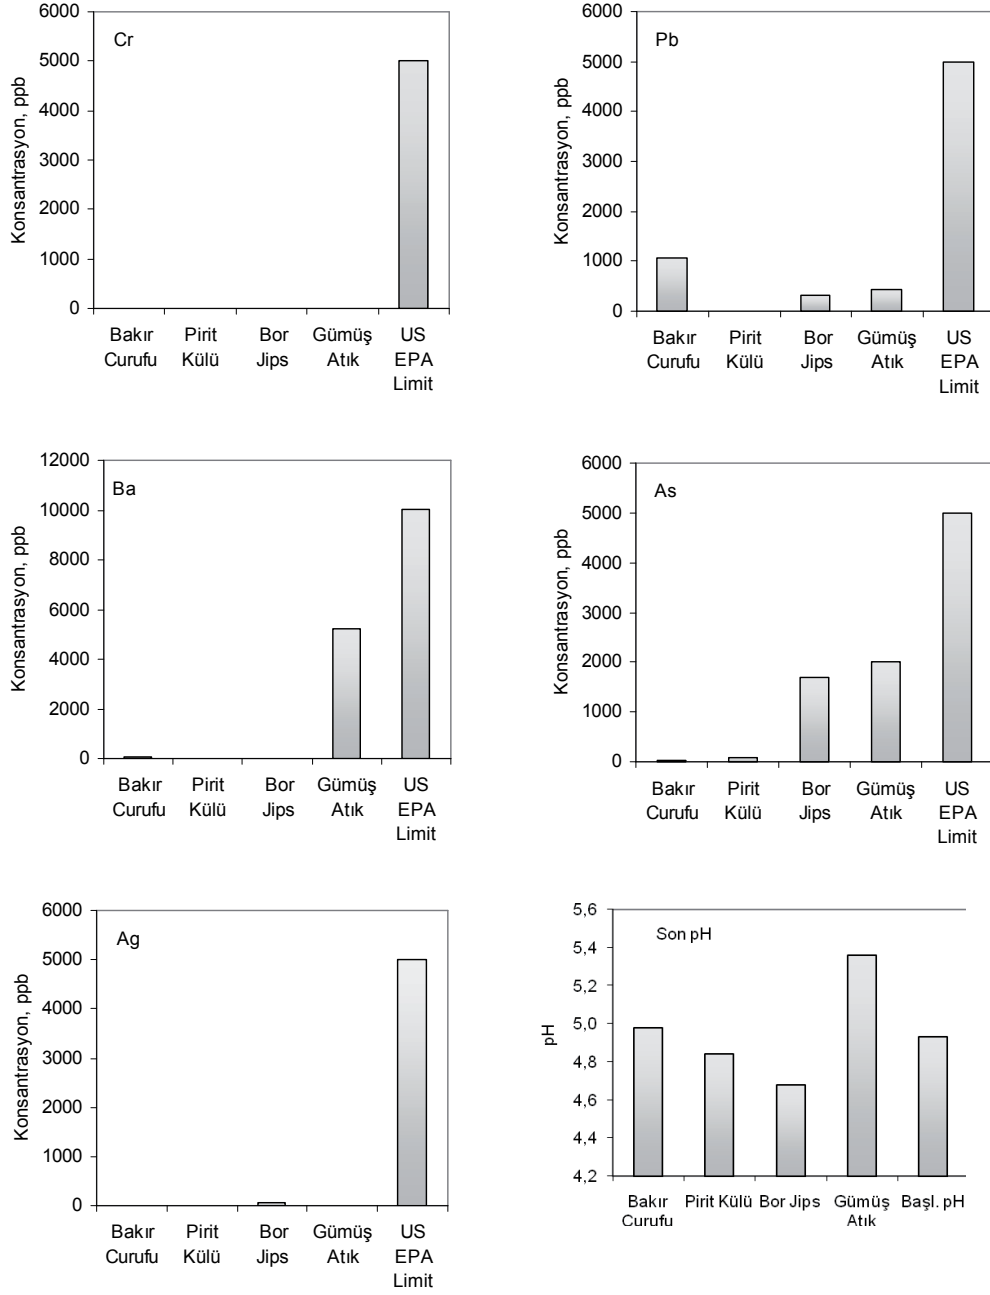 Cr
Konsantrasyon, ppb
6000
5000
4000
3000
2000
1000
0
Bakır Pirit Bor Gümüş US
Curufu Külü Jips Atık EPA
Limit
Pb
Konsantrasyon, ppb
6000
5000
4000
3000
2000
1000
0
Bakır Pirit Bor Gümüş US
Curufu Külü Jips Atık EPA
Limit
Ba
Konsantrasyon, ppb
12000
10000
8000
6000
4000
2000
0
Bakır Pirit Bor Gümüş US
Curufu Külü Jips Atık EPA
Limit
As
Konsantrasyon, ppb
6000
5000
4000
3000
2000
1000
0
Bakır Pirit Bor Gümüş US
Curufu Külü Jips Atık EPA
Limit
Ag
Konsantrasyon, ppb
6000
5000
4000
3000
2000
1000
0
Bakır Pirit Bor Gümüş US
Curufu Külü Jips Atık EPA
Limit
Son pH
pH
5,6
5,4
5,2
5,0
4,8
4,6
4,4
4,2
Bakır Pirit Külü Bor Jips Gümüş Başl. pH
Curufu Atık